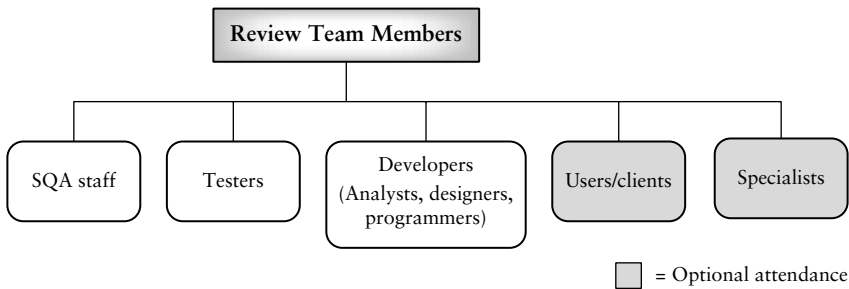 Review Team Members
SQA staff
Testers
Developers
(Analysts, designers,
programmers)
Users/clients
Specialists
= Optional attendance